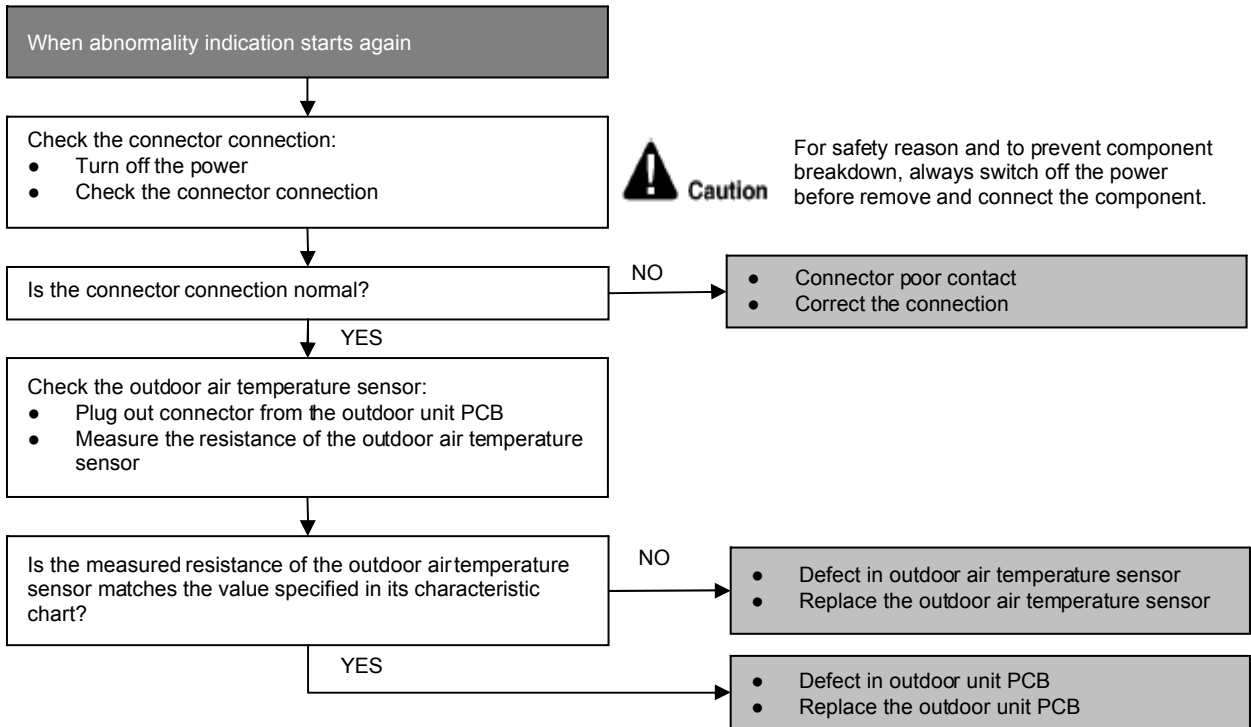 When abnormality indication starts again
Check the connector connection:
● Turn off the power
● Check the connector connection
Caution
For safety reason and to prevent component
breakdown, always switch off the power
before remove and connect the component.
Is the connector connection normal?
NO
● Connector poor contact
● Correct the connection
YES
Check the outdoor air temperature sensor:
● Plug out connector from the outdoor unit PCB
● Measure the resistance of the outdoor air temperature
sensor
Is the measured resistance of the outdoor air temperature
sensor matches the value specified in its characteristic
chart?
NO
● Defect in outdoor air temperature sensor
● Replace the outdoor air temperature sensor
YES
● Defect in outdoor unit PCB
● Replace the outdoor unit PCB